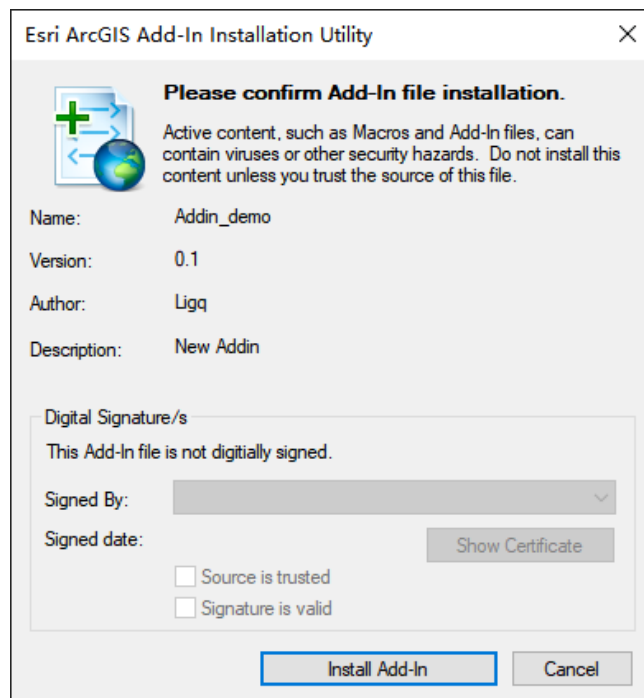 Esri ArcGIS Add-In Installation Utility
Please confirm Add-In file installation.
Active content, such as Macros and Add-In files, can
contain viruses or other security hazards. Do not install this
content unless you trust the source of this file.
Name: Addin_demo
Version: 0.1
Author: Ligq
Description: New Addin
Digital Signature/s
This Add-In file is not digitially signed.
Signed By:
Signed date: Show Certificate
Source is trusted
Signature is valid
Install Add-In Cancel